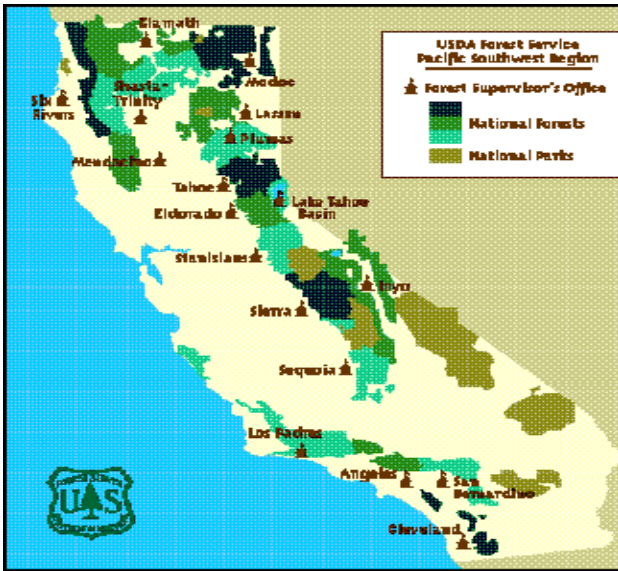 USDA Forest Service
Pacific Southwest Region
Forest Supervisor's Office
National Forests
National Parks
Klamath
Modoc
Six
Rivers
Shasta-
Trinity
Lassen
Plumas
Mendocino
Tahoe
Lake Tahoe
Basin
Eldorado
Stanislaus
Inyo
Sierra
Sequoia
Los Padres
Angeles
San
Bernardino
Cleveland
U S